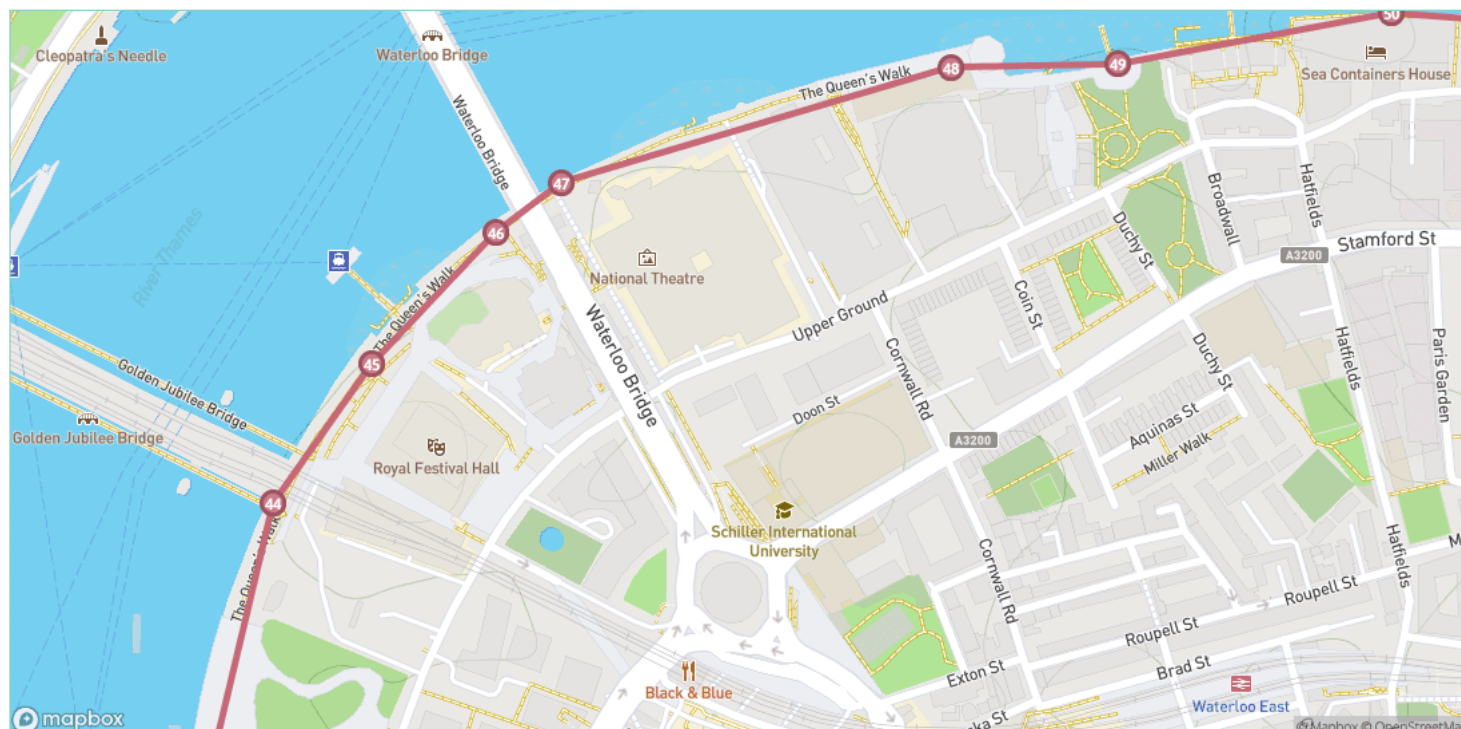 50
Cleopatra's Needle
Waterloo Bridge
48
49
Sea Containers House
The Queen's Walk
Waterloo Bridge
47
Broadwall
Hatfields
46
Duchy St
River Thames
National Theatre
A3200
Stamford St
The Queen's Walk
Coin St
Upper Ground
Waterloo Bridge
45
Golden Jubilee Bridge
Cornwall Rd
Duchy St
Hatfields
Paris Garden
Doon St
Aquinas St
Golden Jubilee Bridge
A3200
Miller Walk
Royal Festival Hall
44
Schiller International
University
The Queen's Walk
Cornwall Rd
Hatfields
Roupell St
Roupell St
Exton St
Brad St
Black & Blue
Waterloo East
mapbox
© Mapbox © OpenStreetMa